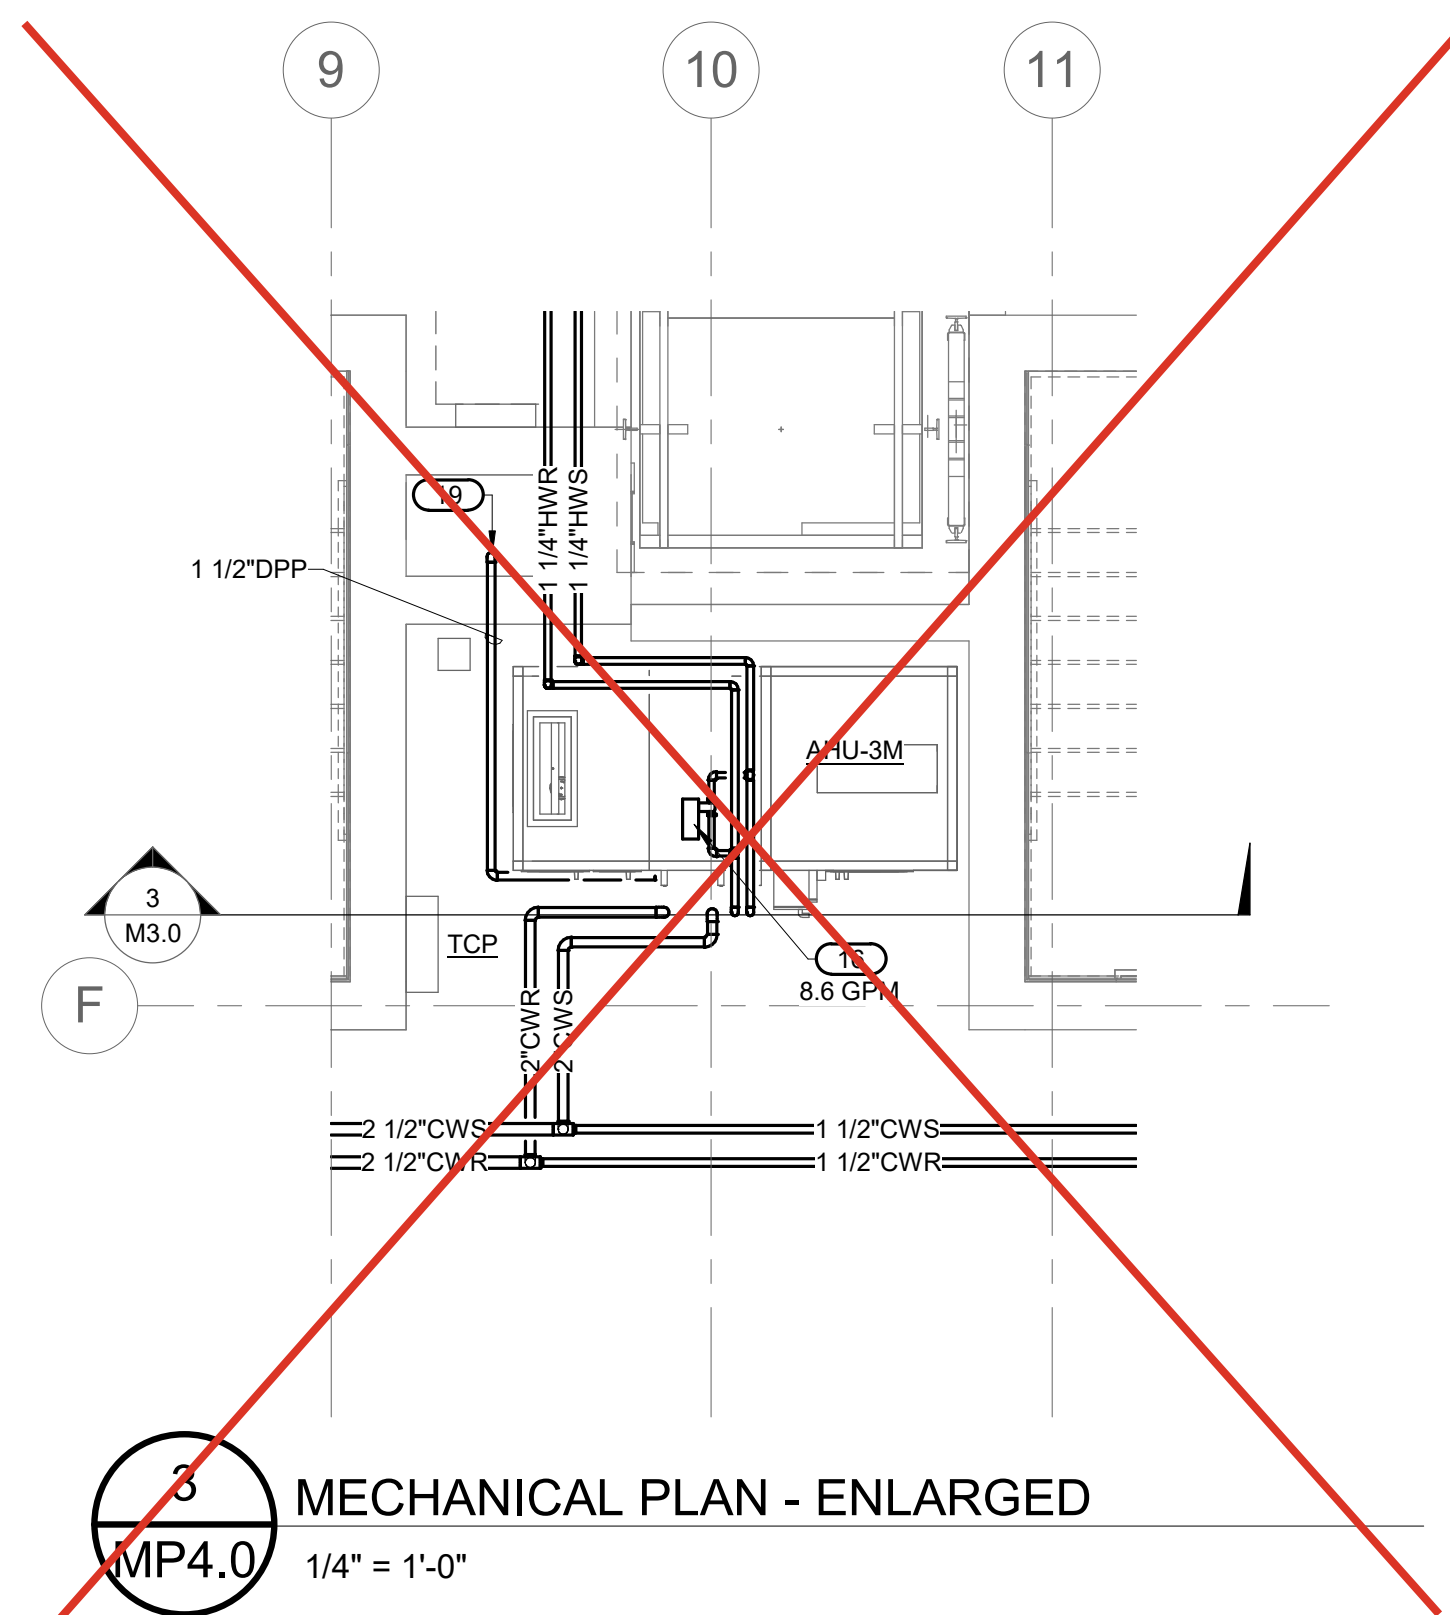 9
10
11
19
1 1/2"DPP
1 1/4"HWR
1 1/4"HWS
AHU-3M
3
M3.0
TCP
16
8.6 GPM
F
2"CWR
2"CWS
2 1/2"CWS
1 1/2"CWS
2 1/2"CWR
1 1/2"CWR
3
MECHANICAL PLAN - ENLARGED
MP4.0
1/4" = 1'-0"